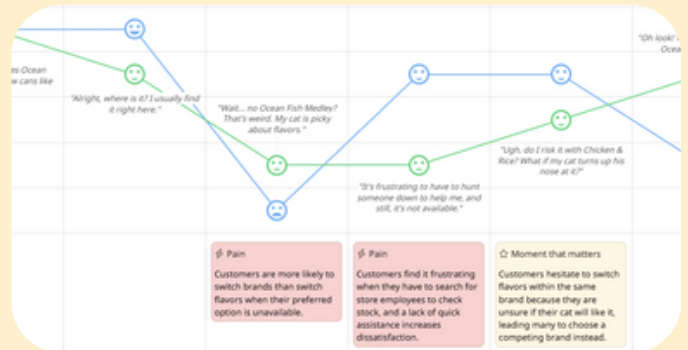 es Ocean
w cans like
"Alright, where is it? I usually find
it right here."
"Wait... no Ocean Fish Medley?
That's weird. My cat is picky
about flavors."
"It's frustrating to have to hunt
someone down to help me, and
still, it's not available."
"Ugh, do I risk it with Chicken &
Rice? What if my cat turns up his
nose at it?"
"Oh look!
Ocea
Pain
Customers are more likely to
switch brands than switch
flavors when their preferred
option is unavailable.
Pain
Customers find it frustrating
when they have to search for
store employees to check
stock, and a lack of quick
assistance increases
dissatisfaction.
Moment that matters
Customers hesitate to switch
flavors within the same
brand because they are
unsure if their cat will like it,
leading many to choose a
competing brand instead.